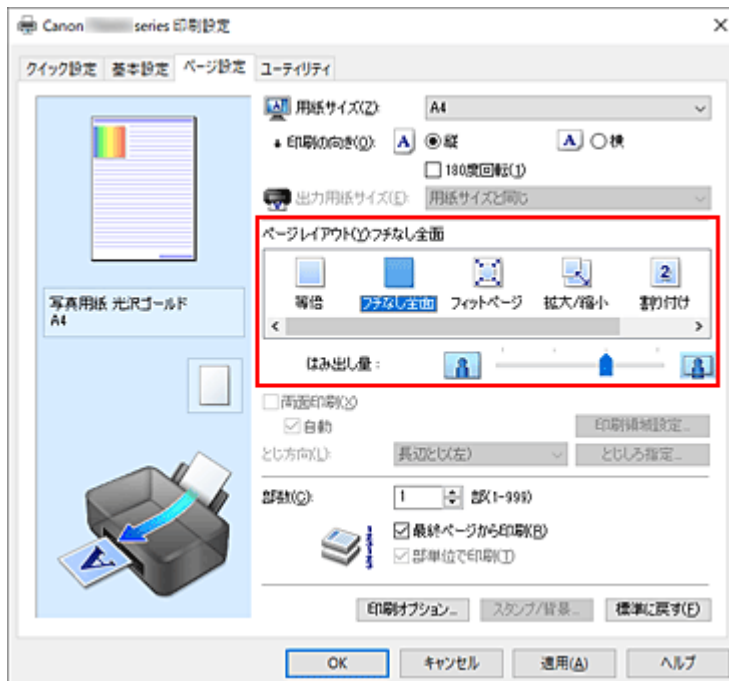 Canon series 印刷設定
クイック設定 基本設定 ページ設定 ユーティリティ
用紙サイズ(Z): A4
印刷の向き(O): A 縦 A 横
180度回転(1)
出力用紙サイズ(E): 用紙サイズと同じ
ページレイアウト(Y):フチなし全面
等倍 フチなし全面 フィットページ 拡大/縮小 割り付け
写真用紙 光沢ゴールド
A4
はみ出し量：
両面印刷(X)
自動
印刷領域設定...
とじ方向(L): 長辺とじ(左) とじしろ指定...
部数(C): 1 部(1-999)
最終ページから印刷(R)
部単位で印刷(T)
印刷オプション... スタンプ/背景... 標準に戻す(F)
OK キャンセル 適用(A) ヘルプ